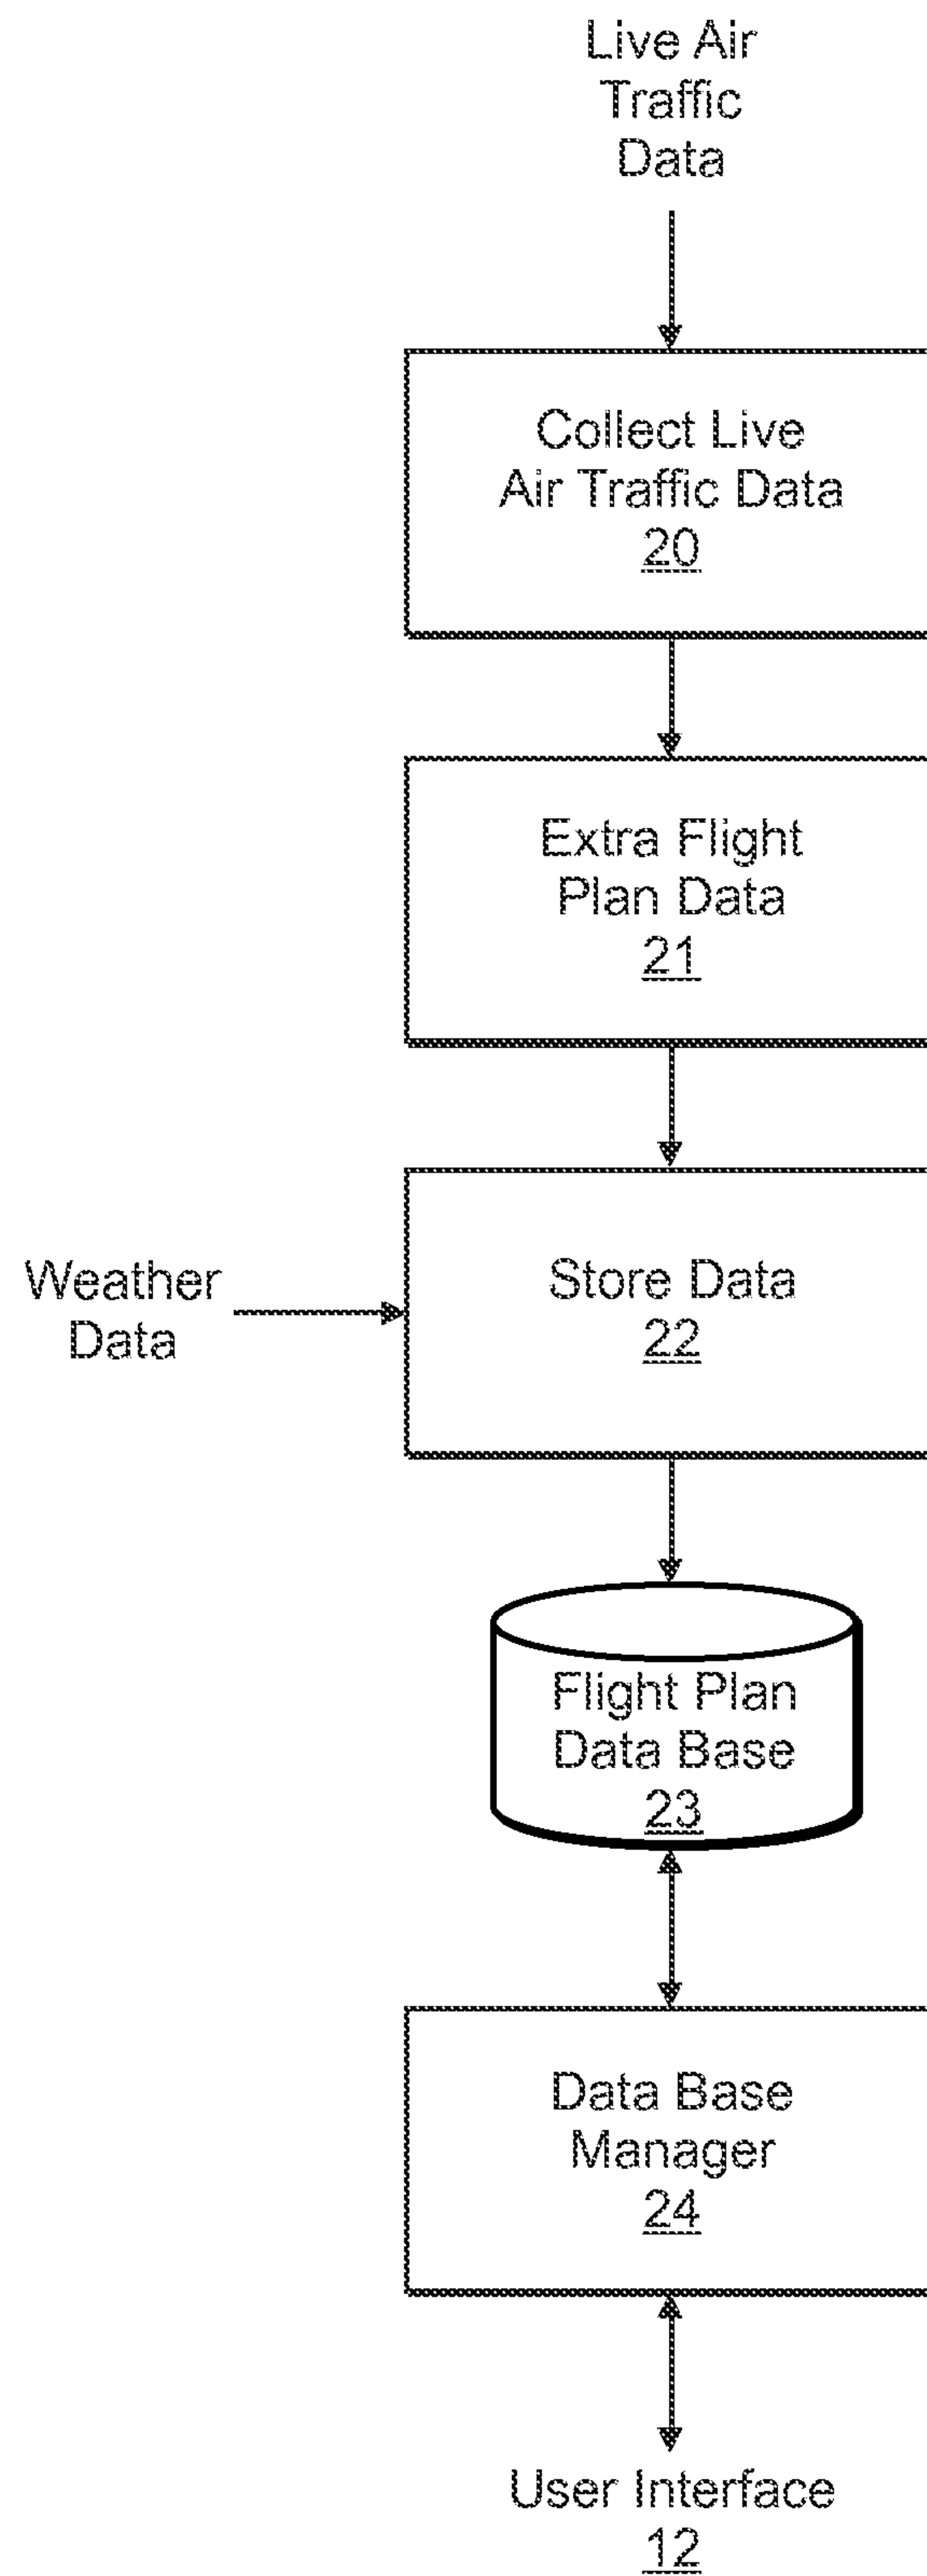 Live Air
Traffic
Data
Collect Live
Air Traffic Data
20
Extra Flight
Plan Data
21
Weather
Data
Store Data
22
Flight Plan
Data Base
23
Data Base
Manager
24
User Interface
12